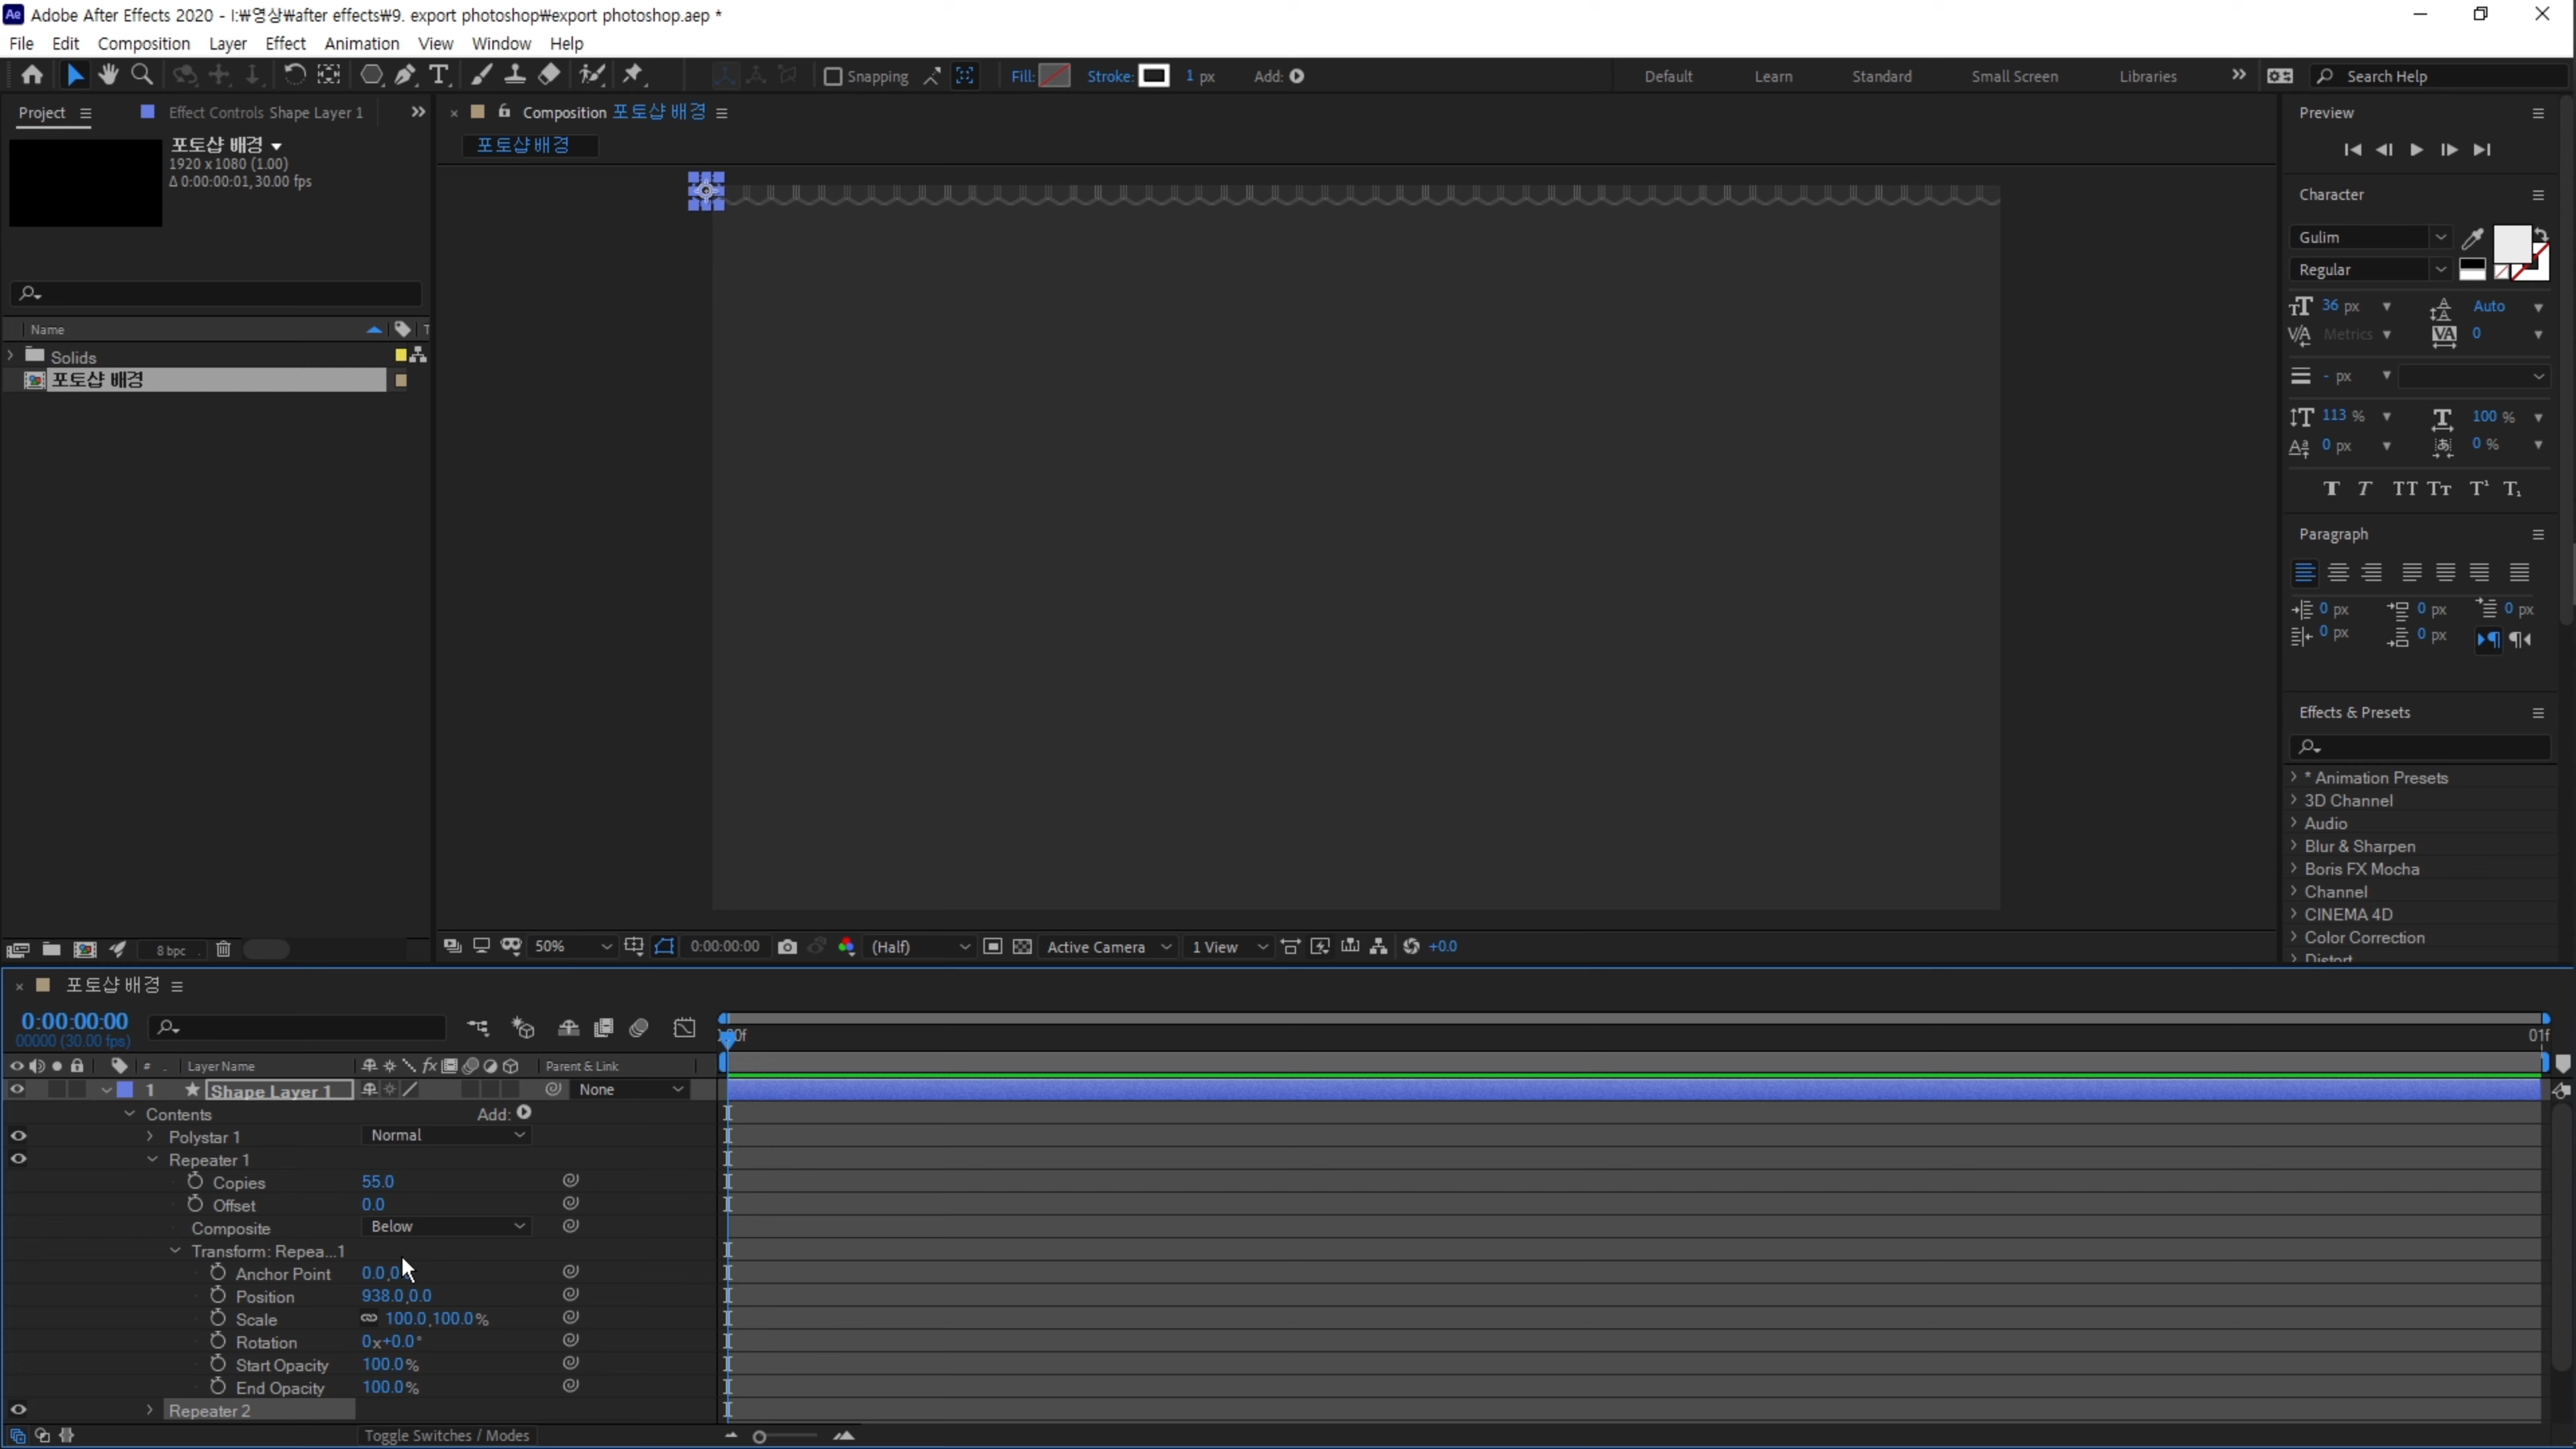 Ae Adobe After Effects 2020 - I:₩영상₩after effects₩9. export photoshop₩export photoshop.aep *
File Edit Composition Layer Effect Animation View Window Help
Snapping Fill: Stroke: 1 px Add: Default Learn Standard Small Screen Libraries Search Help
Project Effect Controls Shape Layer 1
포토샵 배경
1920 x 1080 (1.00)
Δ 0:00:00:01, 30.00 fps
Name T
Solids
포토샵 배경
8 bpc
Composition 포토샵 배경
포토샵 배경
50% 0:00:00:00 (Half) Active Camera 1 View +0.0
Preview
Character
Gulim
Regular
36 px Auto
Metrics 0
- px
113 % 100 %
0 px 0 %
T T TT Tт T¹ T₁
Paragraph
0 px 0 px 0 px
0 px 0 px
Effects & Presets
* Animation Presets
3D Channel
Audio
Blur & Sharpen
Boris FX Mocha
Channel
CINEMA 4D
Color Correction
Distort
포토샵 배경
0:00:00:00
00000 (30.00 fps)
01f
# Layer Name Parent & Link
1 Shape Layer 1 None
Contents Add:
Polystar 1 Normal
Repeater 1
Copies 55.0
Offset 0.0
Composite Below
Transform: Repea...1
Anchor Point 0.0,0
Position 938.0,0.0
Scale 100.0,100.0%
Rotation 0x+0.0°
Start Opacity 100.0%
End Opacity 100.0%
Repeater 2
Toggle Switches / Modes